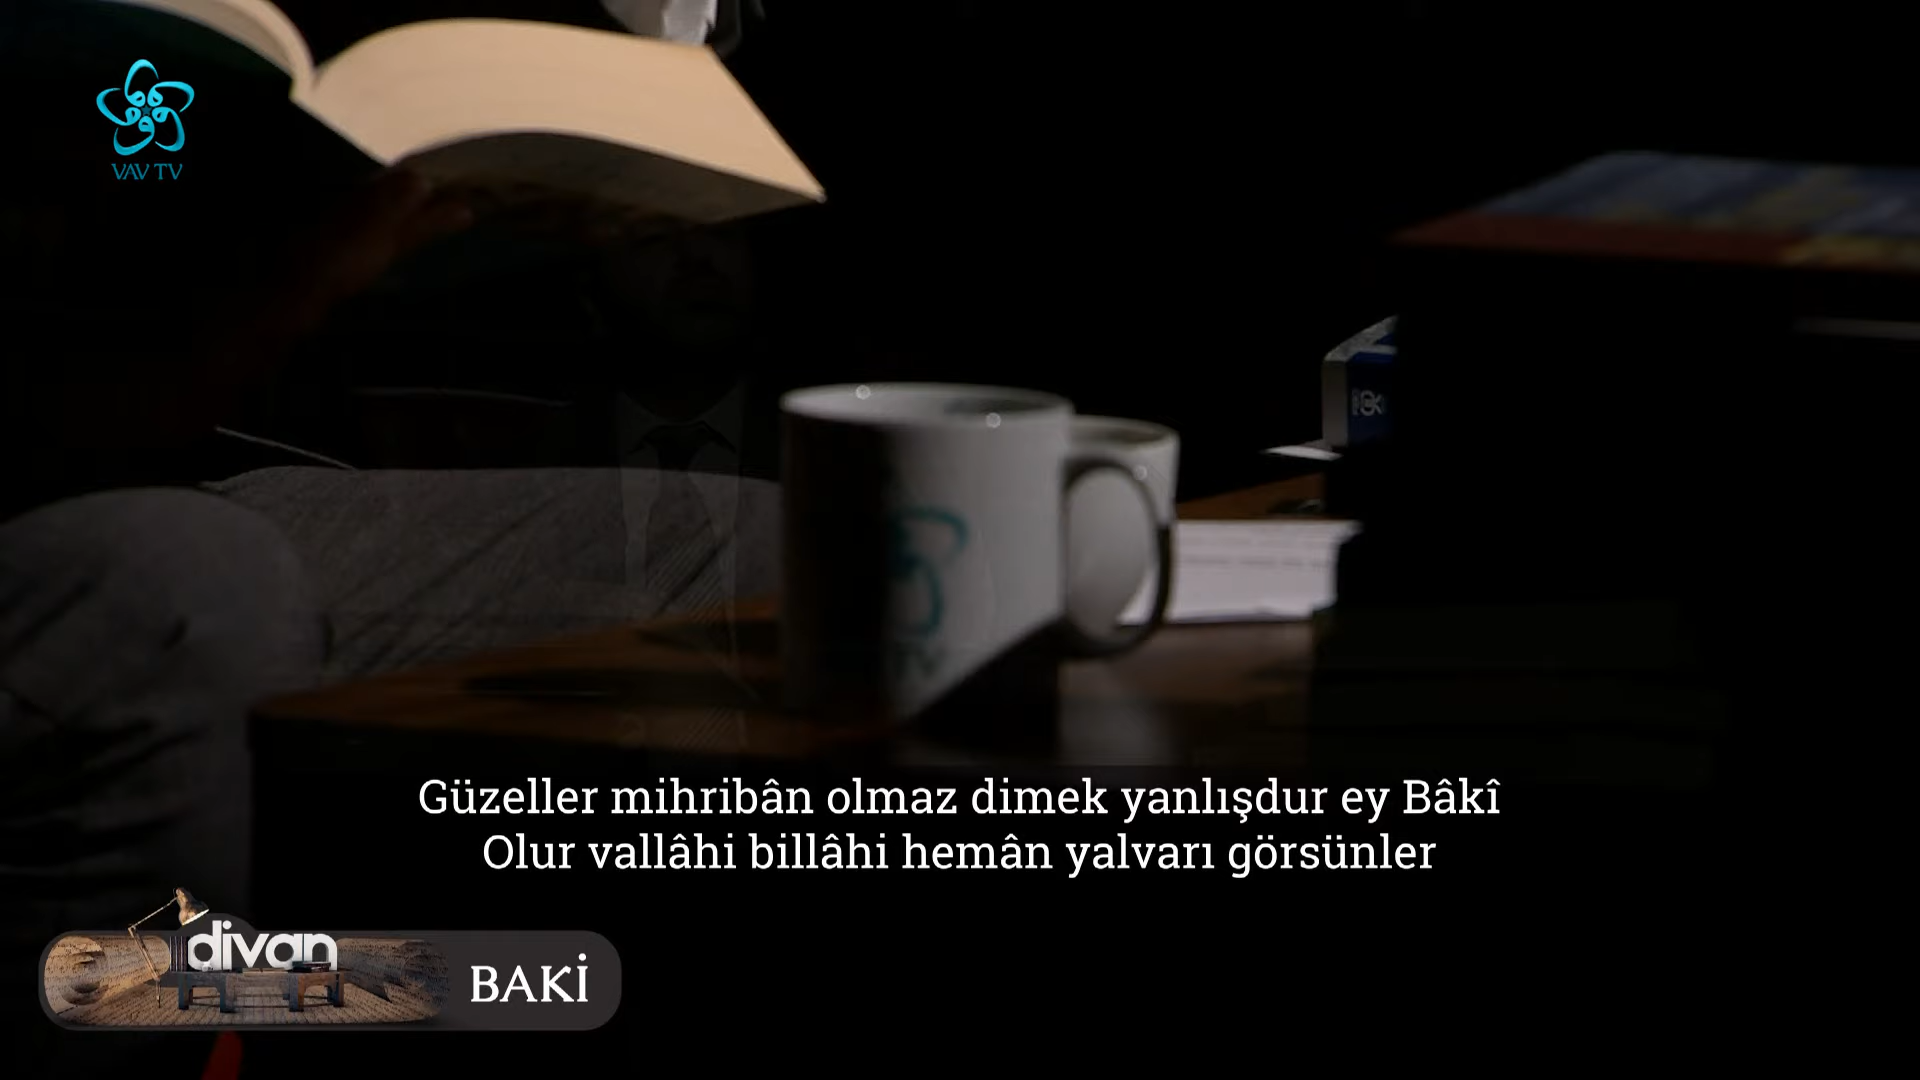 VAV TV
Güzeller mihribân olmaz dimek yanlışdur ey Bâkî
Olur vallâhi billâhi hemân yalvarı görsünler
divan
BAKİ